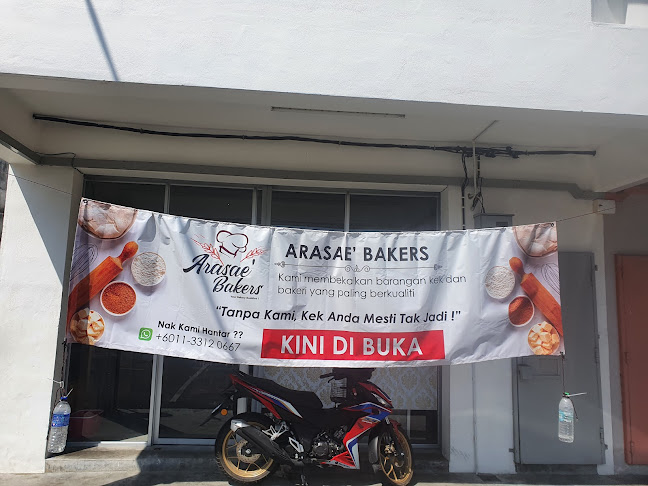 Arasae' Bakers
ARASAE' BAKERS
Kami membekalkan barangan kek dan
bakeri yang paling berkualiti
"Tanpa Kami, Kek Anda Mesti Tak Jadi !"
Nak Kami Hantar ??
+6011-3312 0667
KINI DI BUKA